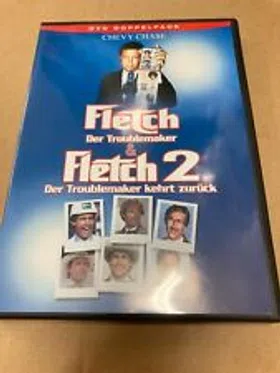 DVD DOPPELPACK
CHEVY CHASE
Fletch
Der Troublemaker
&
Fletch 2
Der Troublemaker kehrt zurück